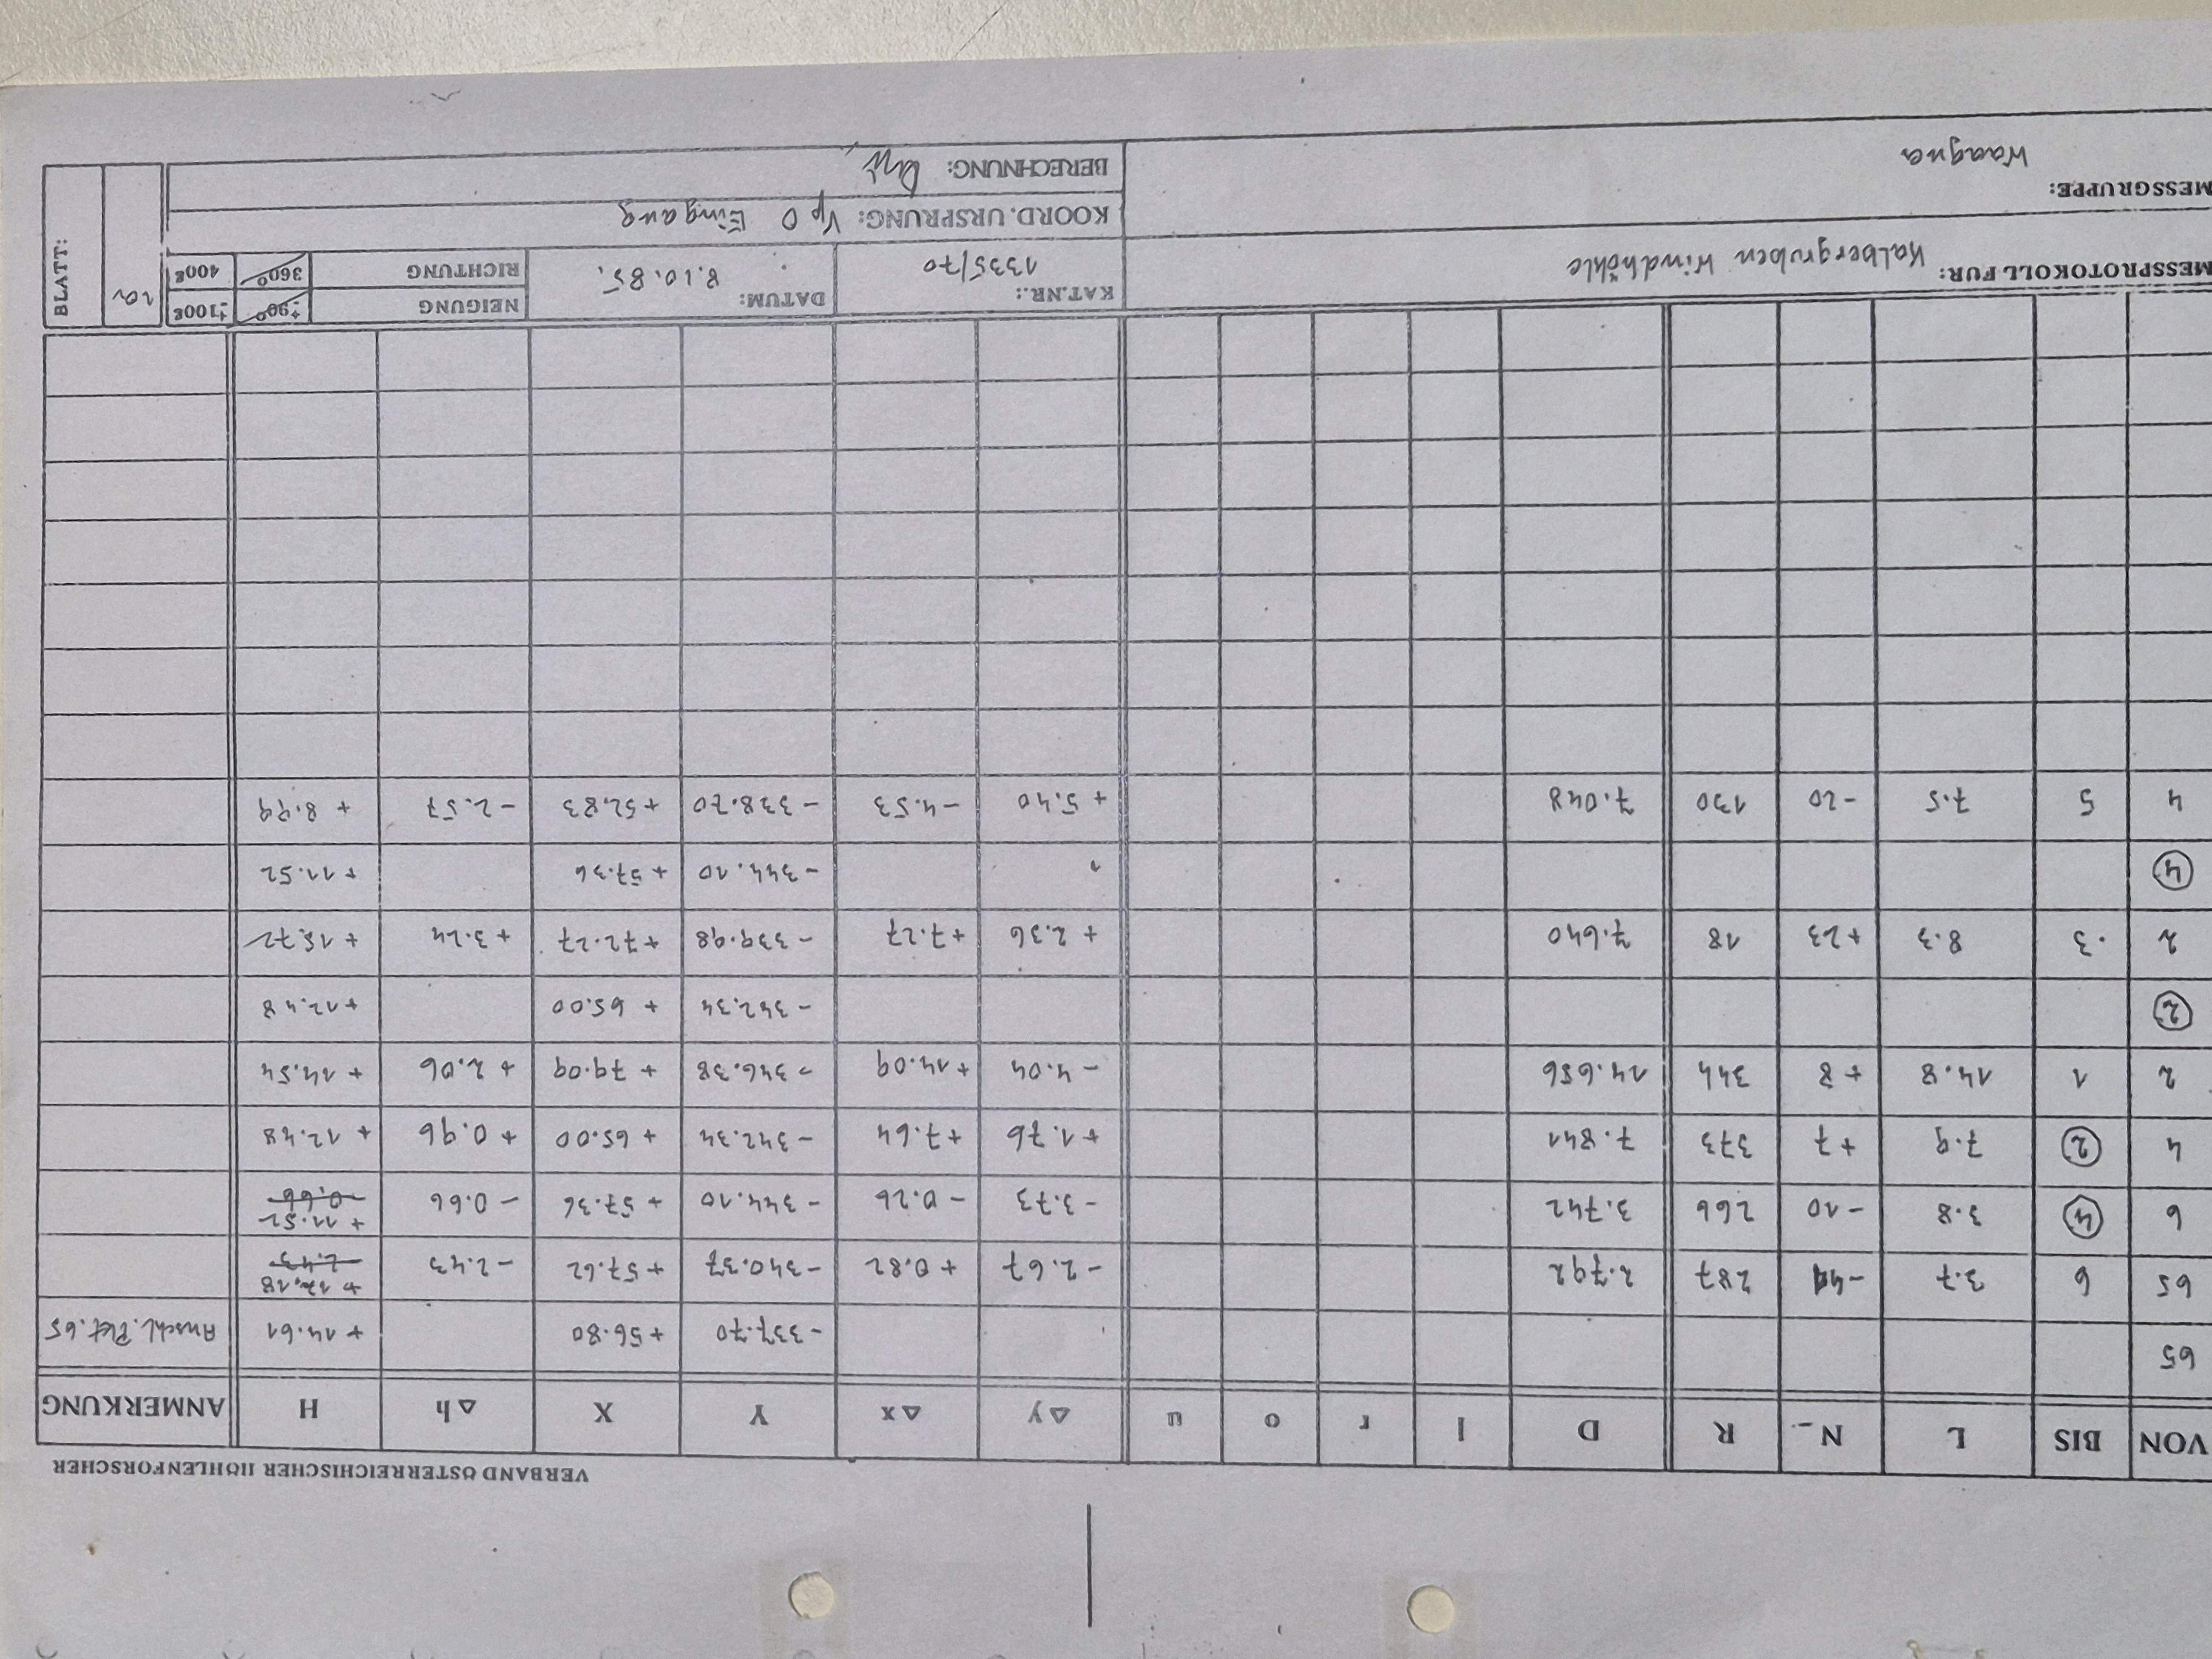 VERBAND ÖSTERREICHISCHER HÖHLENFORSCHER
VON BIS L N_ R D l r o u Δy Δx Y X Δh H ANMERKUNG
65 -337.70 +56.80 +14.61 Anschl. Pkt. 65
+12.18
65 6 3.7 -41 287 2.792 -2.67 +0.82 -340.37 +57.62 -2.43 -2.43
+11.52
6 4 3.8 -10 266 3.742 -3.73 -0.26 -344.10 +57.36 -0.66 -0.66
4 2 7.9 +7 373 7.841 +1.76 +7.64 -342.34 +65.00 +0.96 +12.48
2 1 14.8 +8 344 14.656 -4.04 +14.09 -346.38 +79.09 +2.06 +14.54
2 -342.34 +65.00 +12.48
2 3 8.3 +23 18 7.640 +2.36 +7.27 -339.98 +72.27 +3.24 +15.72
4 -344.10 +57.36 +11.52
4 5 7.5 -20 130 7.048 +5.40 -4.53 -338.70 +52.83 -2.57 +8.99
MESSPROTOKOLL FÜR: Kalbergruben Windhöhle
MESSGRUPPE: Waagner
KAT.NR.: 1335/70
DATUM: 8.10.85.
NEIGUNG ±90° ±100g
RICHTUNG 360° 400g
BLATT:
KOORD. URSPRUNG: Vp 0 Eingang
BERECHNUNG: